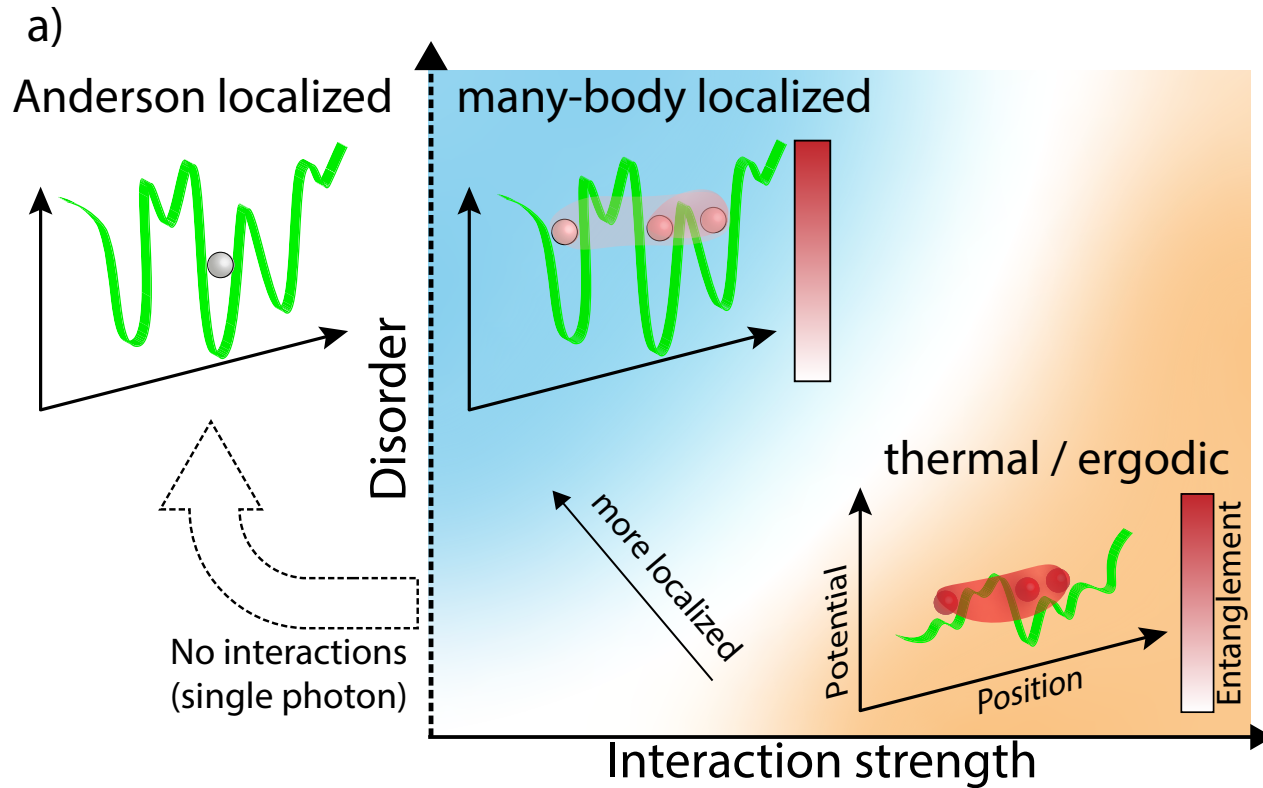 a)
Anderson localized
many-body localized
Disorder
thermal / ergodic
more localized
Potential
Position
Entanglement
No interactions
(single photon)
Interaction strength